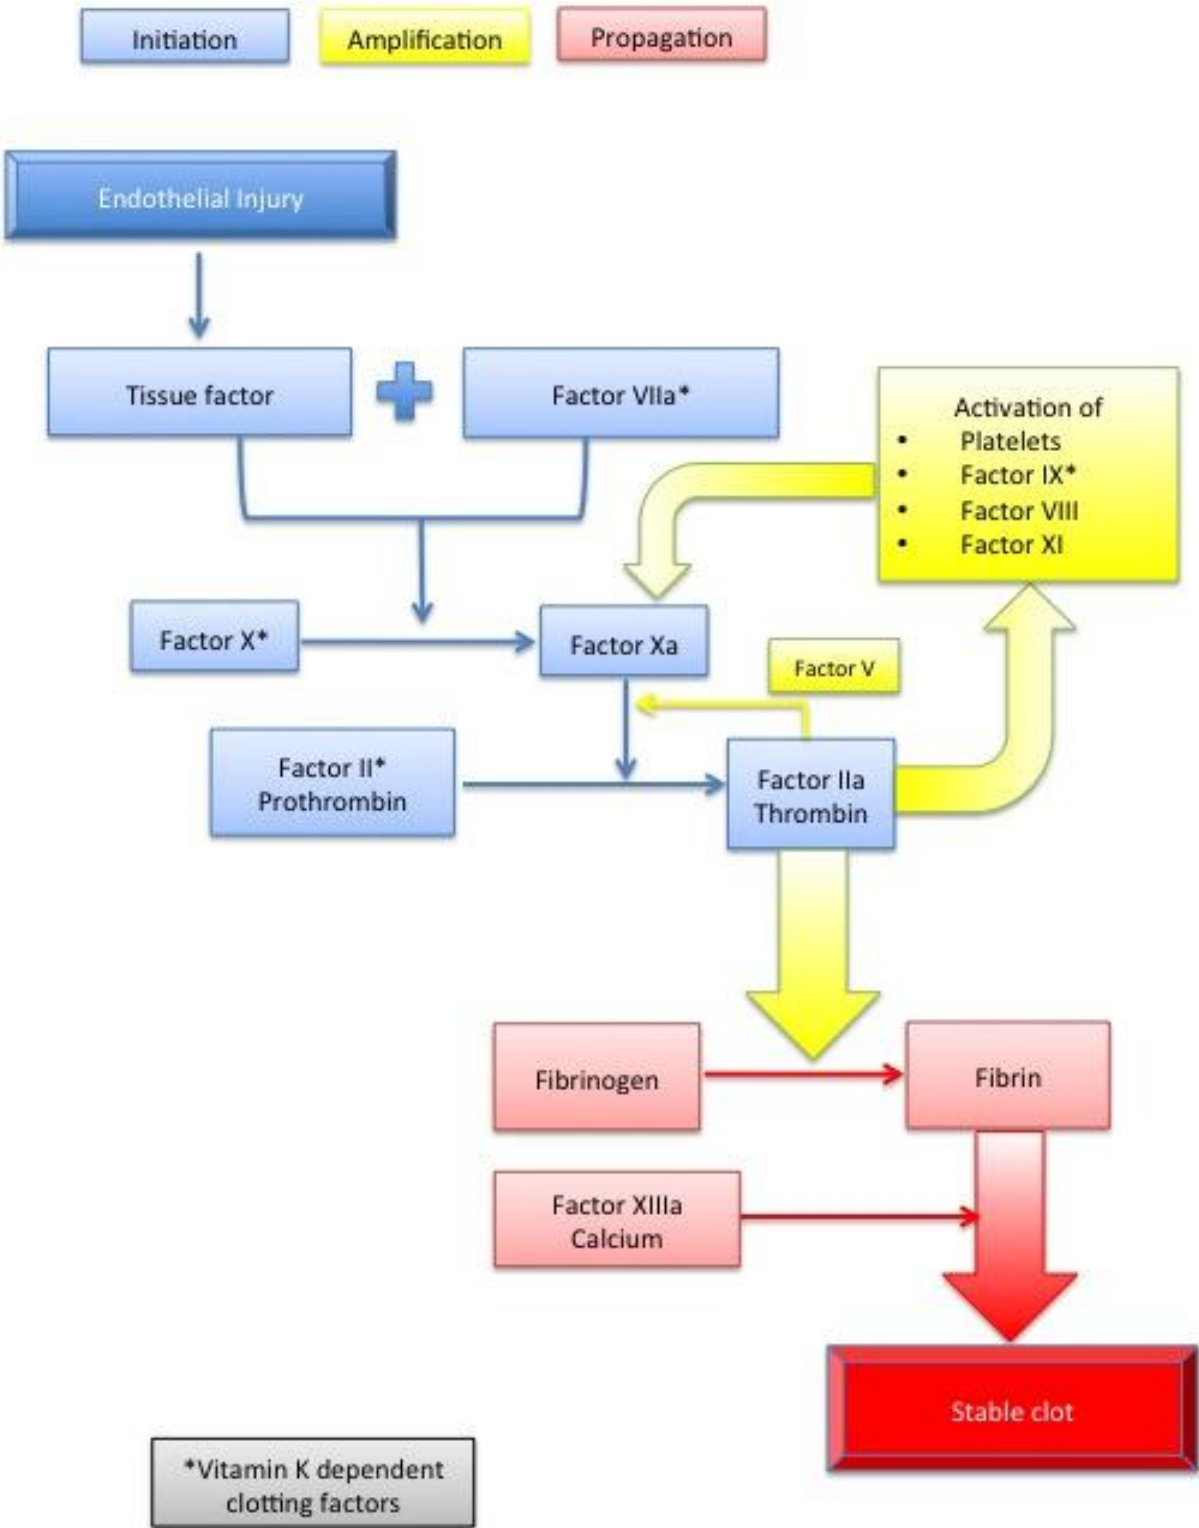 Initiation
Amplification
Propagation
Endothelial Injury
Tissue factor
Factor VIIa*
Activation of
• Platelets
• Factor IX*
• Factor VIII
• Factor XI
Factor X*
Factor Xa
Factor V
Factor II*
Prothrombin
Factor IIa
Thrombin
Fibrinogen
Fibrin
Factor XIIIa
Calcium
Stable clot
*Vitamin K dependent
clotting factors